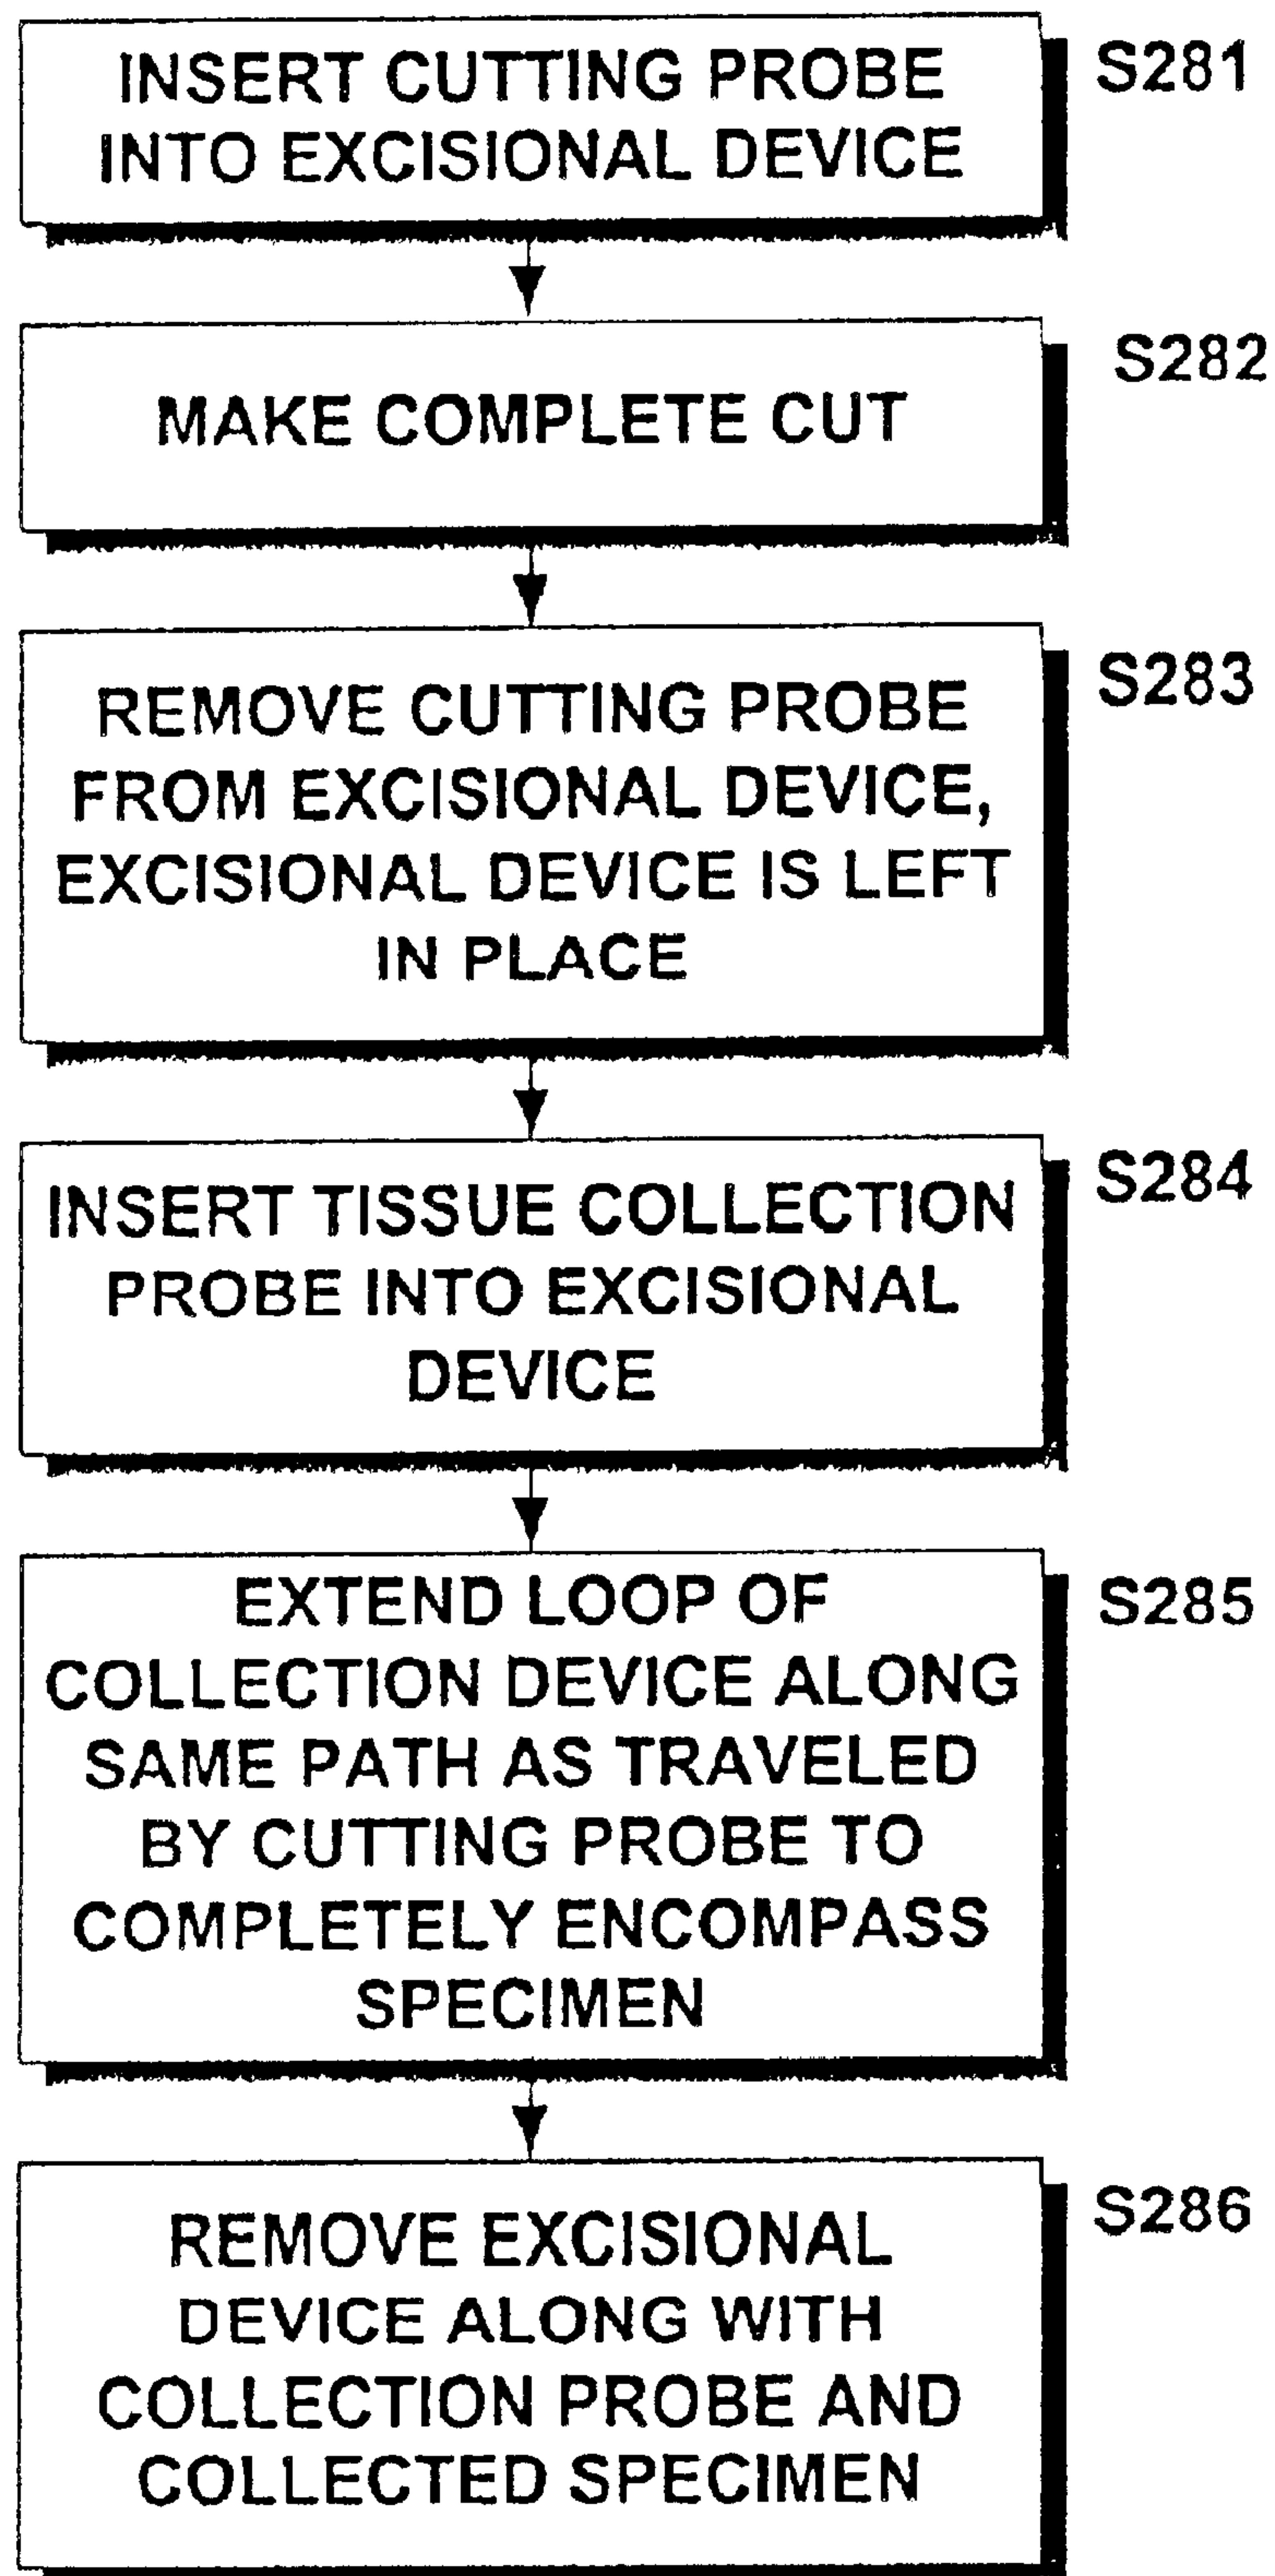 INSERT CUTTING PROBE
INTO EXCISIONAL DEVICE
S281
MAKE COMPLETE CUT
S282
REMOVE CUTTING PROBE
FROM EXCISIONAL DEVICE,
EXCISIONAL DEVICE IS LEFT
IN PLACE
S283
INSERT TISSUE COLLECTION
PROBE INTO EXCISIONAL
DEVICE
S284
EXTEND LOOP OF
COLLECTION DEVICE ALONG
SAME PATH AS TRAVELED
BY CUTTING PROBE TO
COMPLETELY ENCOMPASS
SPECIMEN
S285
REMOVE EXCISIONAL
DEVICE ALONG WITH
COLLECTION PROBE AND
COLLECTED SPECIMEN
S286